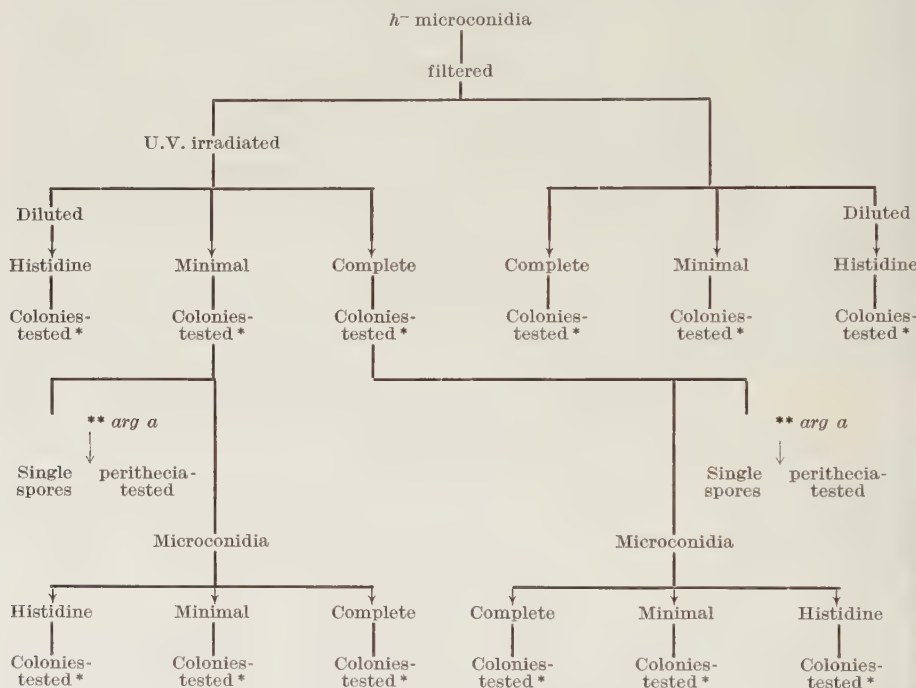 h⁻ microconidia
filtered
U.V. irradiated
Diluted Diluted
Histidine Minimal Complete Complete Minimal Histidine
Colonies- Colonies- Colonies- Colonies- Colonies- Colonies-
tested * tested * tested * tested * tested * tested *
** arg a ** arg a
Single perithecia- Single perithecia-
spores tested spores tested
Microconidia Microconidia
Histidine Minimal Complete Complete Minimal Histidine
Colonies- Colonies- Colonies- Colonies- Colonies- Colonies-
tested * tested * tested * tested * tested * tested *